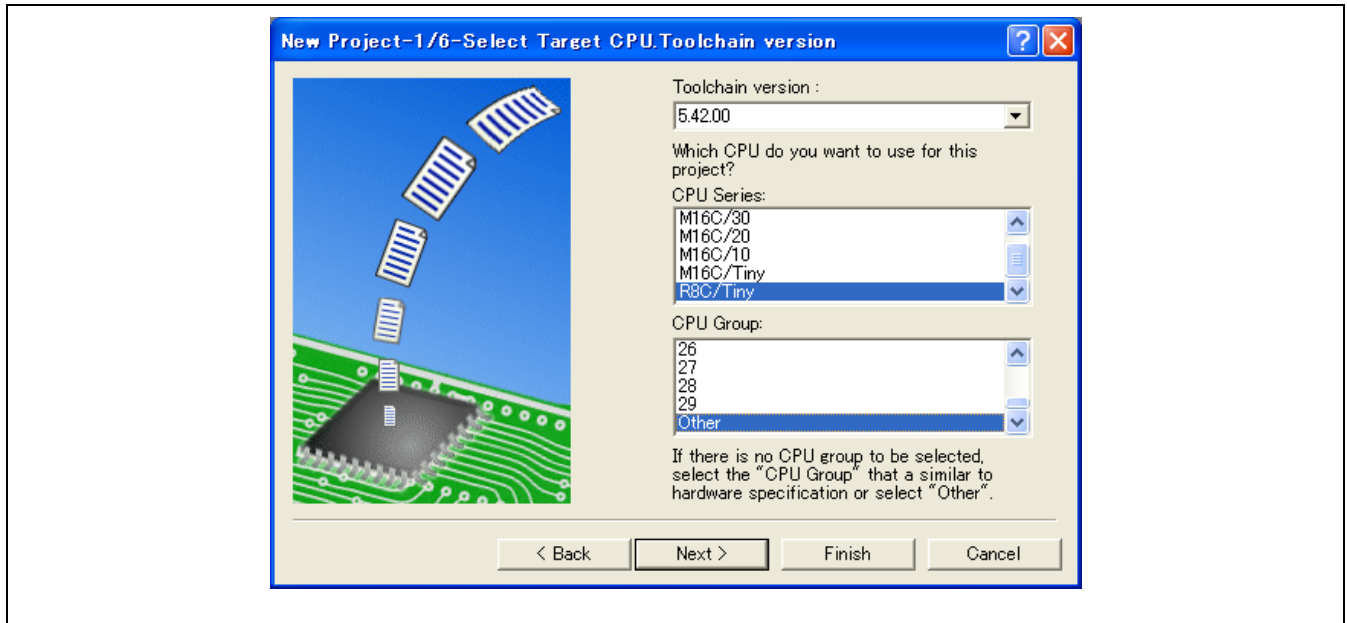 New Project-1/6-Select Target CPU.Toolchain version
Toolchain version :
5.42.00
Which CPU do you want to use for this
project?
CPU Series:
M16C/30
M16C/20
M16C/10
M16C/Tiny
R8C/Tiny
CPU Group:
26
27
28
29
Other
If there is no CPU group to be selected,
select the "CPU Group" that a similar to
hardware specification or select "Other".
< Back
Next >
Finish
Cancel